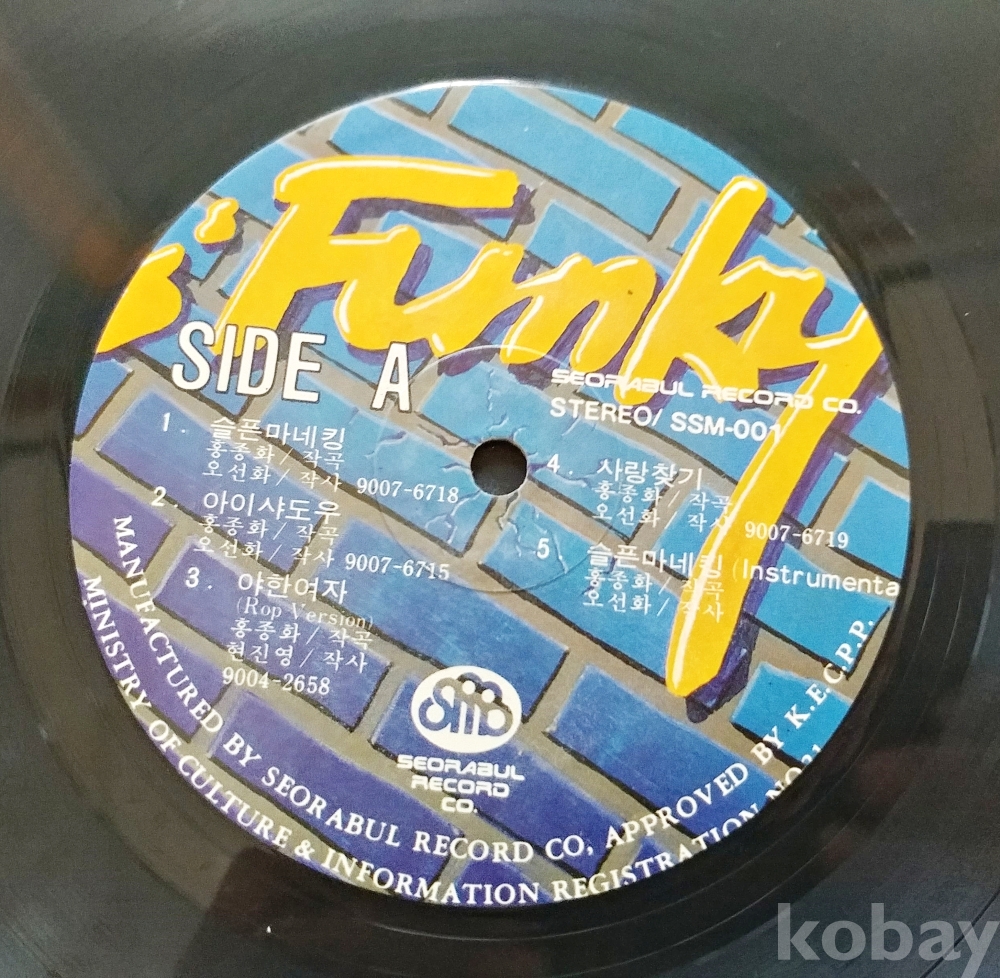 s' Funky
SIDE A
SEORABUL RECORD CO.
STEREO/ SSM-001
1. 슬픈마네킹
홍종화/작곡
오선화/작사 9007-6718
2. 아이샤도우
홍종화/작곡
오선화/작사 9007-6715
3. 야한여자
(Rop Version)
홍종화/작곡
현진영/작사
9004-2658
4. 사랑찾기
홍종화/작곡
오선화/작사 9007-6719
5. 슬픈마네킹 (Instrumenta
홍종화/작곡
오선화/작사
SEORABUL
RECORD
CO.
MANUFACTURED BY SEORABUL RECORD CO, APPROVED BY K.E.C.P.P.
MINISTRY OF CULTURE & INFORMATION REGISTRATION NO
kobay